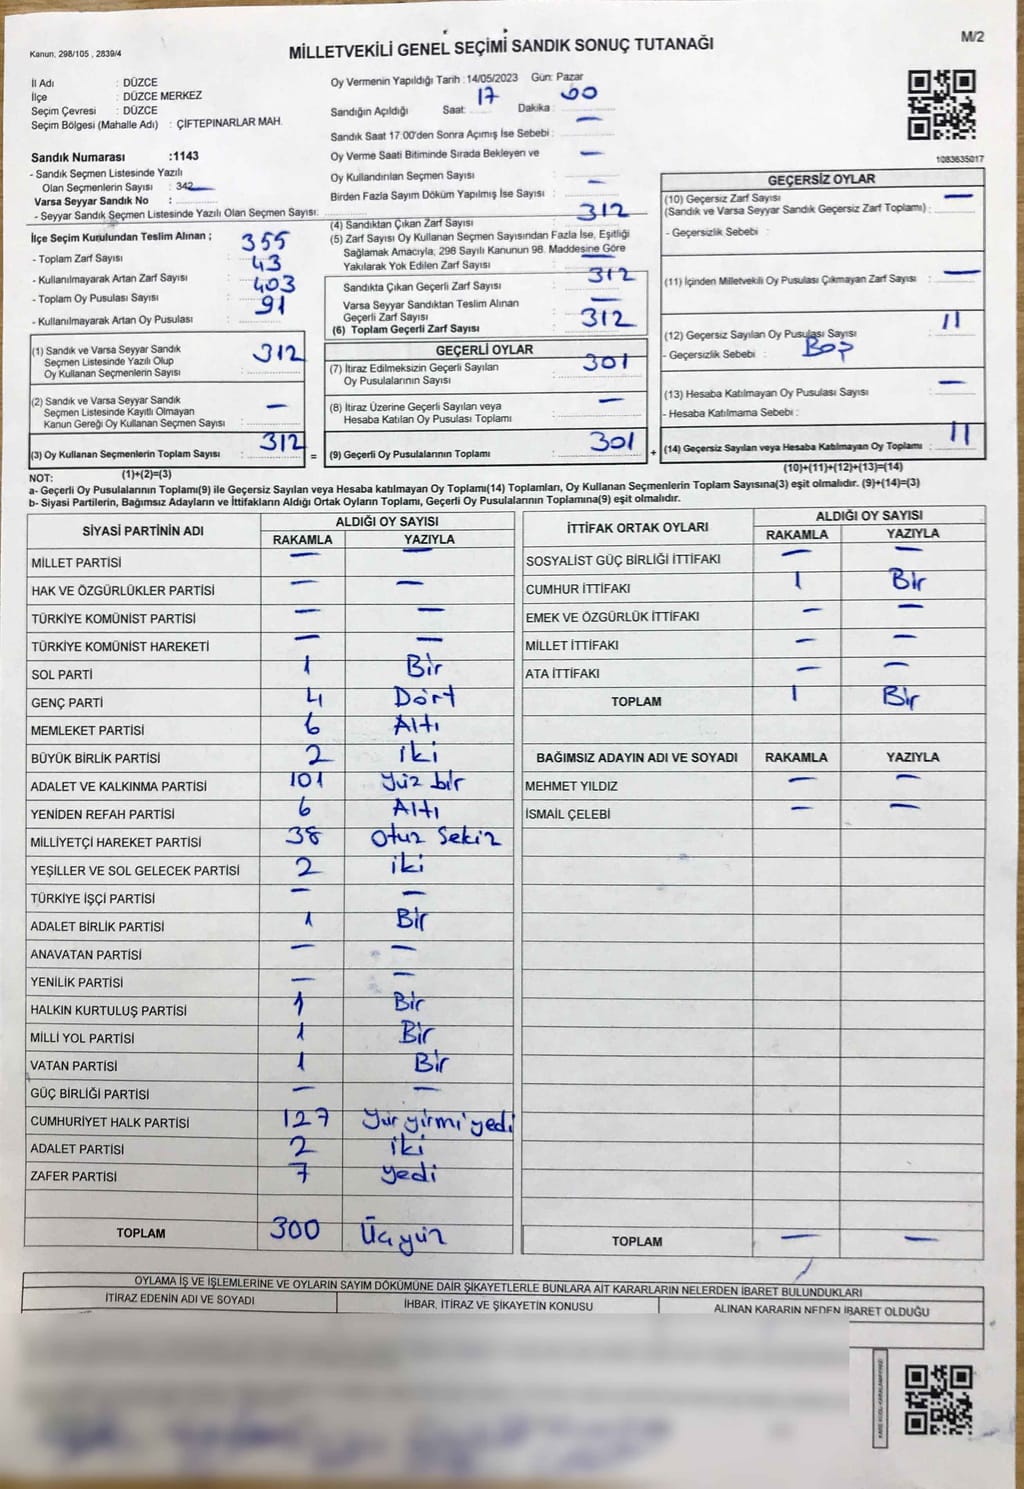 Kanun, 298/105 , 2839/4
MİLLETVEKİLİ GENEL SEÇİMİ SANDIK SONUÇ TUTANAĞI
M/2
İl Adı : DÜZCE
İlçe : DÜZCE MERKEZ
Seçim Çevresi : DÜZCE
Seçim Bölgesi (Mahalle Adı) : ÇİFTEPINARLAR MAH.
Sandık Numarası :1143
- Sandık Seçmen Listesinde Yazılı
Olan Seçmenlerin Sayısı : 342
Varsa Seyyar Sandık No :
- Seyyar Sandık Seçmen Listesinde Yazılı Olan Seçmen Sayısı:
Oy Vermenin Yapıldığı Tarih :14/05/2023 Gün: Pazar
Sandığın Açıldığı Saat: 17 Dakika : 00
Sandık Saat 17:00'den Sonra Açımış İse Sebebi : —
Oy Verme Saati Bitiminde Sırada Bekleyen ve
Oy Kullandırılan Seçmen Sayısı : —
Birden Fazla Sayım Döküm Yapılmış İse Sayısı : —
1083635017
İlçe Seçim Kurulundan Teslim Alınan ;
- Toplam Zarf Sayısı : 355
- Kullanılmayarak Artan Zarf Sayısı : 43
- Toplam Oy Pusulası Sayısı : 403
- Kullanılmayarak Artan Oy Pusulası : 91
(1) Sandık ve Varsa Seyyar Sandık
Seçmen Listesinde Yazılı Olup
Oy Kullanan Seçmenlerin Sayısı : 312
(2) Sandık ve Varsa Seyyar Sandık
Seçmen Listesinde Kayıtlı Olmayan
Kanun Gereği Oy Kullanan Seçmen Sayısı : —
(3) Oy Kullanan Seçmenlerin Toplam Sayısı : 312 =
(1)+(2)=(3)
(4) Sandıktan Çıkan Zarf Sayısı : 312
(5) Zarf Sayısı Oy Kullanan Seçmen Sayısından Fazla İse, Eşitliği
Sağlamak Amacıyla, 298 Sayılı Kanunun 98. Maddesine Göre
Yakılarak Yok Edilen Zarf Sayısı : —
Sandıkta Çıkan Geçerli Zarf Sayısı : 312
Varsa Seyyar Sandıktan Teslim Alınan
Geçerli Zarf Sayısı : —
(6) Toplam Geçerli Zarf Sayısı : 312
GEÇERLİ OYLAR
(7) İtiraz Edilmeksizin Geçerli Sayılan
Oy Pusulalarının Sayısı : 301
(8) İtiraz Üzerine Geçerli Sayılan veya
Hesaba Katılan Oy Pusulası Toplamı : —
(9) Geçerli Oy Pusulalarının Toplamı : 301 +
GEÇERSİZ OYLAR
(10) Geçersiz Zarf Sayısı
(Sandık ve Varsa Seyyar Sandık Geçersiz Zarf Toplamı) : —
- Geçersizlik Sebebi :
(11) İçinden Milletvekili Oy Pusulası Çıkmayan Zarf Sayısı : —
(12) Geçersiz Sayılan Oy Pusulası Sayısı : 11
- Geçersizlik Sebebi : Boş
(13) Hesaba Katılmayan Oy Pusulası Sayısı : —
- Hesaba Katılmama Sebebi :
(14) Geçersiz Sayılan veya Hesaba Katılmayan Oy Toplamı : 11
(10)+(11)+(12)+(13)=(14)
NOT:
a- Geçerli Oy Pusulalarının Toplamı(9) ile Geçersiz Sayılan veya Hesaba katılmayan Oy Toplamı(14) Toplamları, Oy Kullanan Seçmenlerin Toplam Sayısına(3) eşit olmalıdır. (9)+(14)=(3)
b- Siyasi Partilerin, Bağımsız Adayların ve İttifakların Aldığı Ortak Oyların Toplamı, Geçerli Oy Pusulalarının Toplamına(9) eşit olmalıdır.
SİYASİ PARTİNİN ADI ALDIĞI OY SAYISI
RAKAMLA YAZIYLA
MİLLET PARTİSİ — —
HAK VE ÖZGÜRLÜKLER PARTİSİ — —
TÜRKİYE KOMÜNİST PARTİSİ — —
TÜRKİYE KOMÜNİST HAREKETİ — —
SOL PARTİ 1 Bir
GENÇ PARTİ 4 Dört
MEMLEKET PARTİSİ 6 Altı
BÜYÜK BİRLİK PARTİSİ 2 iki
ADALET VE KALKINMA PARTİSİ 101 Yüz bir
YENİDEN REFAH PARTİSİ 6 Altı
MİLLİYETÇİ HAREKET PARTİSİ 38 Otuz Sekiz
YEŞİLLER VE SOL GELECEK PARTİSİ 2 iki
TÜRKİYE İŞÇİ PARTİSİ — —
ADALET BİRLİK PARTİSİ 1 Bir
ANAVATAN PARTİSİ — —
YENİLİK PARTİSİ — —
HALKIN KURTULUŞ PARTİSİ 1 Bir
MİLLİ YOL PARTİSİ 1 Bir
VATAN PARTİSİ 1 Bir
GÜÇ BİRLİĞİ PARTİSİ — —
CUMHURİYET HALK PARTİSİ 127 Yüz yirmi yedi
ADALET PARTİSİ 2 iki
ZAFER PARTİSİ 7 yedi
TOPLAM 300 Üçyüz
İTTİFAK ORTAK OYLARI ALDIĞI OY SAYISI
RAKAMLA YAZIYLA
SOSYALİST GÜÇ BİRLİĞİ İTTİFAKI — —
CUMHUR İTTİFAKI 1 Bir
EMEK VE ÖZGÜRLÜK İTTİFAKI — —
MİLLET İTTİFAKI — —
ATA İTTİFAKI — —
TOPLAM 1 Bir
BAĞIMSIZ ADAYIN ADI VE SOYADI RAKAMLA YAZIYLA
MEHMET YILDIZ — —
İSMAİL ÇELEBİ — —
TOPLAM — —
OYLAMA İŞ VE İŞLEMLERİNE VE OYLARIN SAYIM DÖKÜMÜNE DAİR ŞİKAYETLERLE BUNLARA AİT KARARLARIN NELERDEN İBARET BULUNDUKLARI
İTİRAZ EDENİN ADI VE SOYADI İHBAR, İTİRAZ VE ŞİKAYETİN KONUSU ALINAN KARARIN NEDEN İBARET OLDUĞU